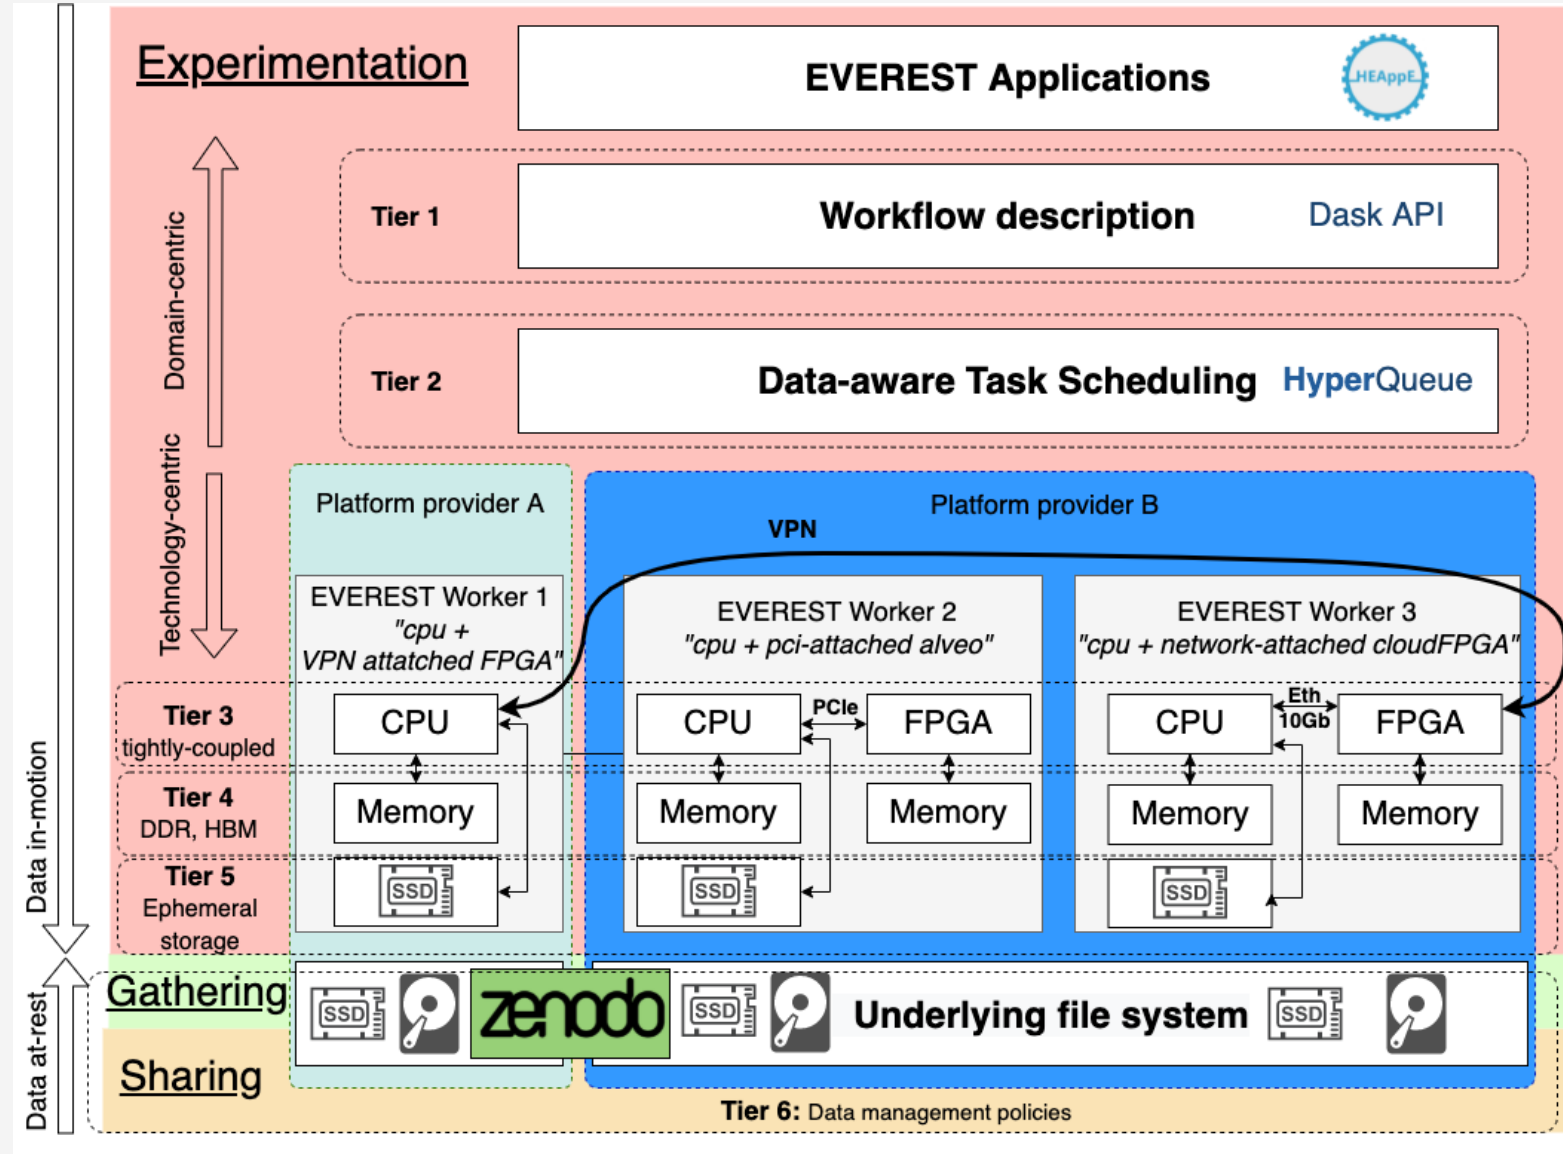 Experimentation
EVEREST Applications
HEAppE
Domain-centric
Tier 1
Workflow description
Dask API
Tier 2
Data-aware Task Scheduling
HyperQueue
Technology-centric
Platform provider A
Platform provider B
VPN
EVEREST Worker 1
"cpu +
VPN attatched FPGA"
EVEREST Worker 2
"cpu + pci-attached alveo"
EVEREST Worker 3
"cpu + network-attached cloudFPGA"
Tier 3
tightly-coupled
CPU
CPU
PCIe
FPGA
CPU
Eth
10Gb
FPGA
Tier 4
DDR, HBM
Memory
Memory
Memory
Memory
Memory
Tier 5
Ephemeral
storage
SSD
SSD
SSD
Data in-motion
Data at-rest
Gathering
SSD
zenodo
SSD
Underlying file system
SSD
Sharing
Tier 6: Data management policies